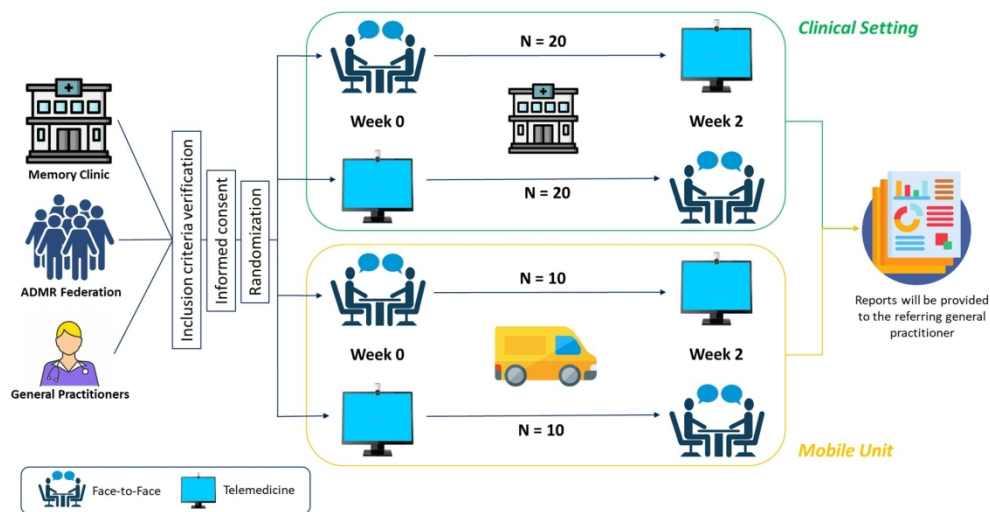 Memory Clinic
ADMR Federation
General Practitioners
Inclusion criteria verification
Informed consent
Randomization
Clinical Setting
N = 20
Week 0
Week 2
N = 20
N = 10
Week 0
Week 2
N = 10
Mobile Unit
Reports will be provided
to the referring general
practitioner
Face-to-Face
Telemedicine